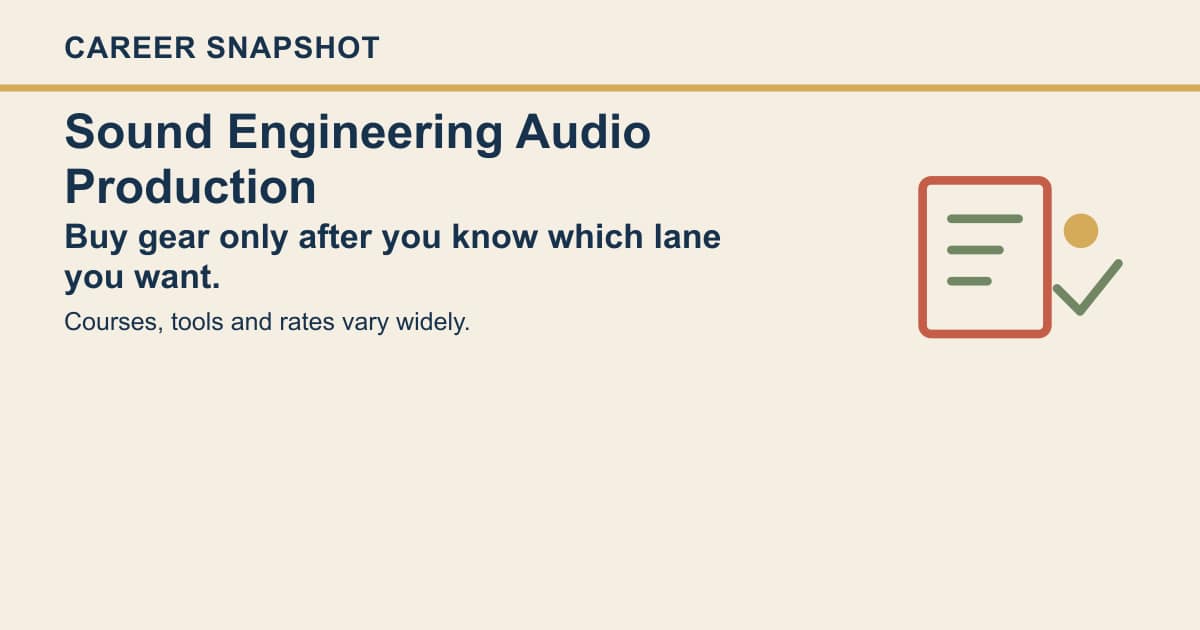 CAREER SNAPSHOT
Sound Engineering Audio
Production
Buy gear only after you know which lane
you want.
Courses, tools and rates vary widely.